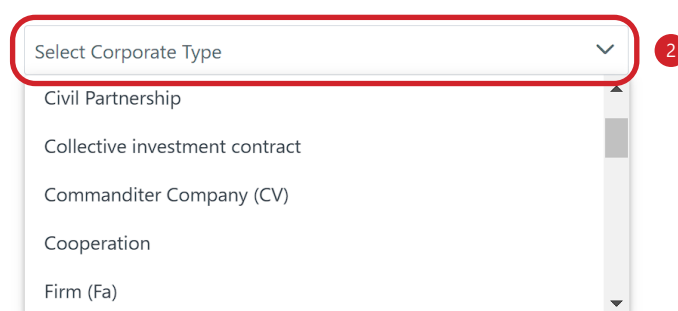 Select Corporate Type
2
Civil Partnership
Collective investment contract
Commanditer Company (CV)
Cooperation
Firm (Fa)